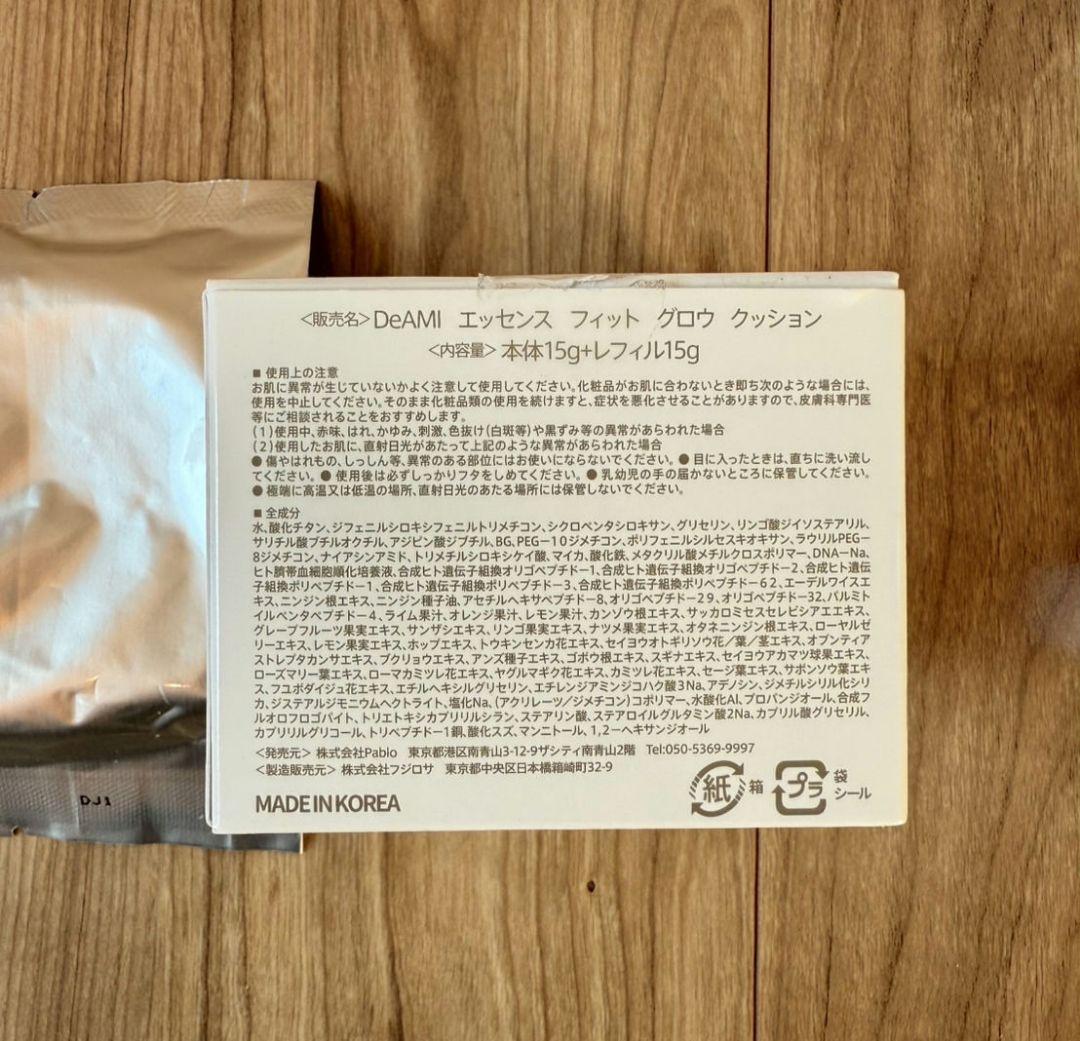 <販売名>DeAMI エッセンス フィット グロウ クッション
<内容量>本体15g+レフィル15g
■ 使用上の注意
お肌に異常が生じていないかよく注意して使用してください。化粧品がお肌に合わないとき即ち次のような場合には、
使用を中止してください。そのまま化粧品類の使用を続けますと、症状を悪化させることがありますので、皮膚科専門医
等にご相談されることをおすすめします。
(1)使用中、赤味、はれ、かゆみ、刺激、色抜け(白斑等)や黒ずみ等の異常があらわれた場合
(2)使用したお肌に、直射日光があたって上記のような異常があらわれた場合
● 傷やはれもの、しっしん等、異常のある部位にはお使いにならないでください。● 目に入ったときは、直ちに洗い流し
てください。● 使用後は必ずしっかりフタをしめてください。● 乳幼児の手の届かないところに保管してください。
● 極端に高温又は低温の場所、直射日光のあたる場所には保管しないでください。
■ 全成分
水、酸化チタン、ジフェニルシロキシフェニルトリメチコン、シクロペンタシロキサン、グリセリン、リンゴ酸ジイソステアリル、
サリチル酸ブチルオクチル、アジピン酸ジブチル、BG、PEG－10ジメチコン、ポリフェニルシルセスキオキサン、ラウリルPEG－
8ジメチコン、ナイアシンアミド、トリメチルシロキシケイ酸、マイカ、酸化鉄、メタクリル酸メチルクロスポリマー、DNA－Na、
ヒト臍帯血細胞順化培養液、合成ヒト遺伝子組換オリゴペプチド－1、合成ヒト遺伝子組換オリゴペプチド－2、合成ヒト遺伝
子組換ポリペプチド－1、合成ヒト遺伝子組換ポリペプチド－3、合成ヒト遺伝子組換ポリペプチド－62、エーデルワイスエ
キス、ニンジン根エキス、ニンジン種子油、アセチルヘキサペプチド－8、オリゴペプチド－29、オリゴペプチド－32、パルミト
イルペンタペプチド－4、ライム果汁、オレンジ果汁、レモン果汁、カンゾウ根エキス、サッカロミセスセレビシアエエキス、
グレープフルーツ果実エキス、サンザシエキス、リンゴ果実エキス、ナツメ果実エキス、オタネニンジン根エキス、ローヤルゼ
リーエキス、レモン果実エキス、ホップエキス、トウキンセンカ花エキス、セイヨウオトギリソウ花／葉／茎エキス、オプンティア
ストレプタカンサエキス、ブクリョウエキス、アンズ種子エキス、ゴボウ根エキス、スギナエキス、セイヨウアカマツ球果エキス、
ローズマリー葉エキス、ローマカミツレ花エキス、ヤグルマギク花エキス、カミツレ花エキス、セージ葉エキス、サボンソウ葉エキ
ス、フユボダイジュ花エキス、エチルヘキシルグリセリン、エチレンジアミンジコハク酸3Na、アデノシン、ジメチルシリル化シリ
カ、ジステアルジモニウムヘクトライト、塩化Na、(アクリレーツ／ジメチコン)コポリマー、水酸化Al、プロパンジオール、合成フ
ルオロフロゴパイト、トリエトキシカプリリルシラン、ステアリン酸、ステアロイルグルタミン酸2Na、カプリル酸グリセリル、
カプリリルグリコール、トリペプチド－1銅、酸化スズ、マンニトール、1,2－ヘキサンジオール
<発売元> 株式会社Pablo 東京都港区南青山3-12-9ザシティ南青山2階 Tel:050-5369-9997
<製造販売元> 株式会社フジロサ 東京都中央区日本橋箱崎町32-9
MADE IN KOREA
紙 箱
プラ 袋
シール
DJ1